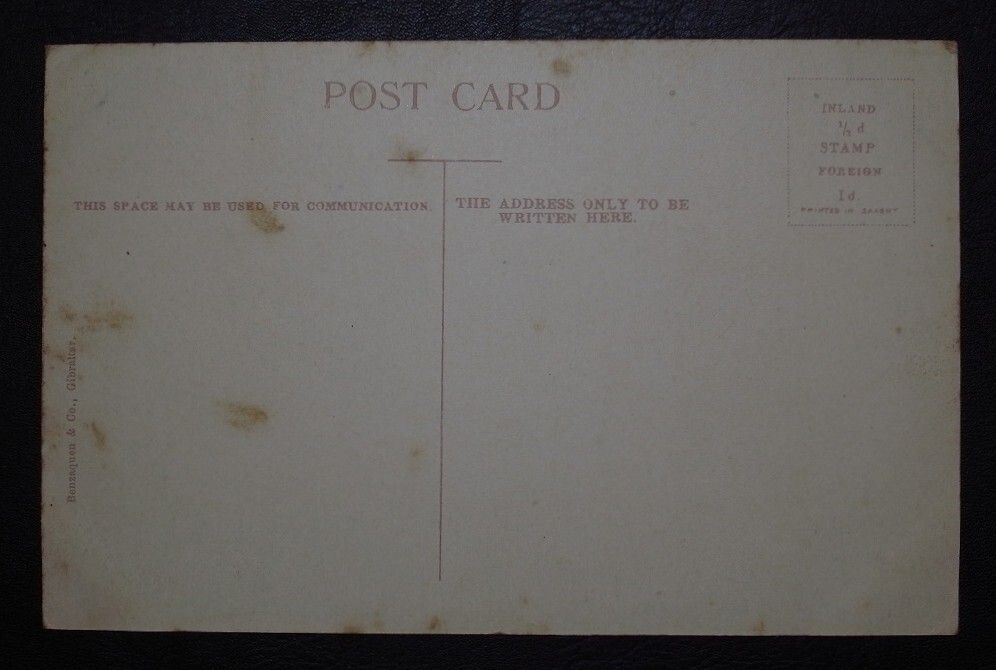 POST CARD
INLAND
½ d
STAMP
FOREIGN
1d.
PRINTED IN SAXONY
THIS SPACE MAY BE USED FOR COMMUNICATION.
THE ADDRESS ONLY TO BE
WRITTEN HERE.
Benzaquen & Co., Gibraltar.